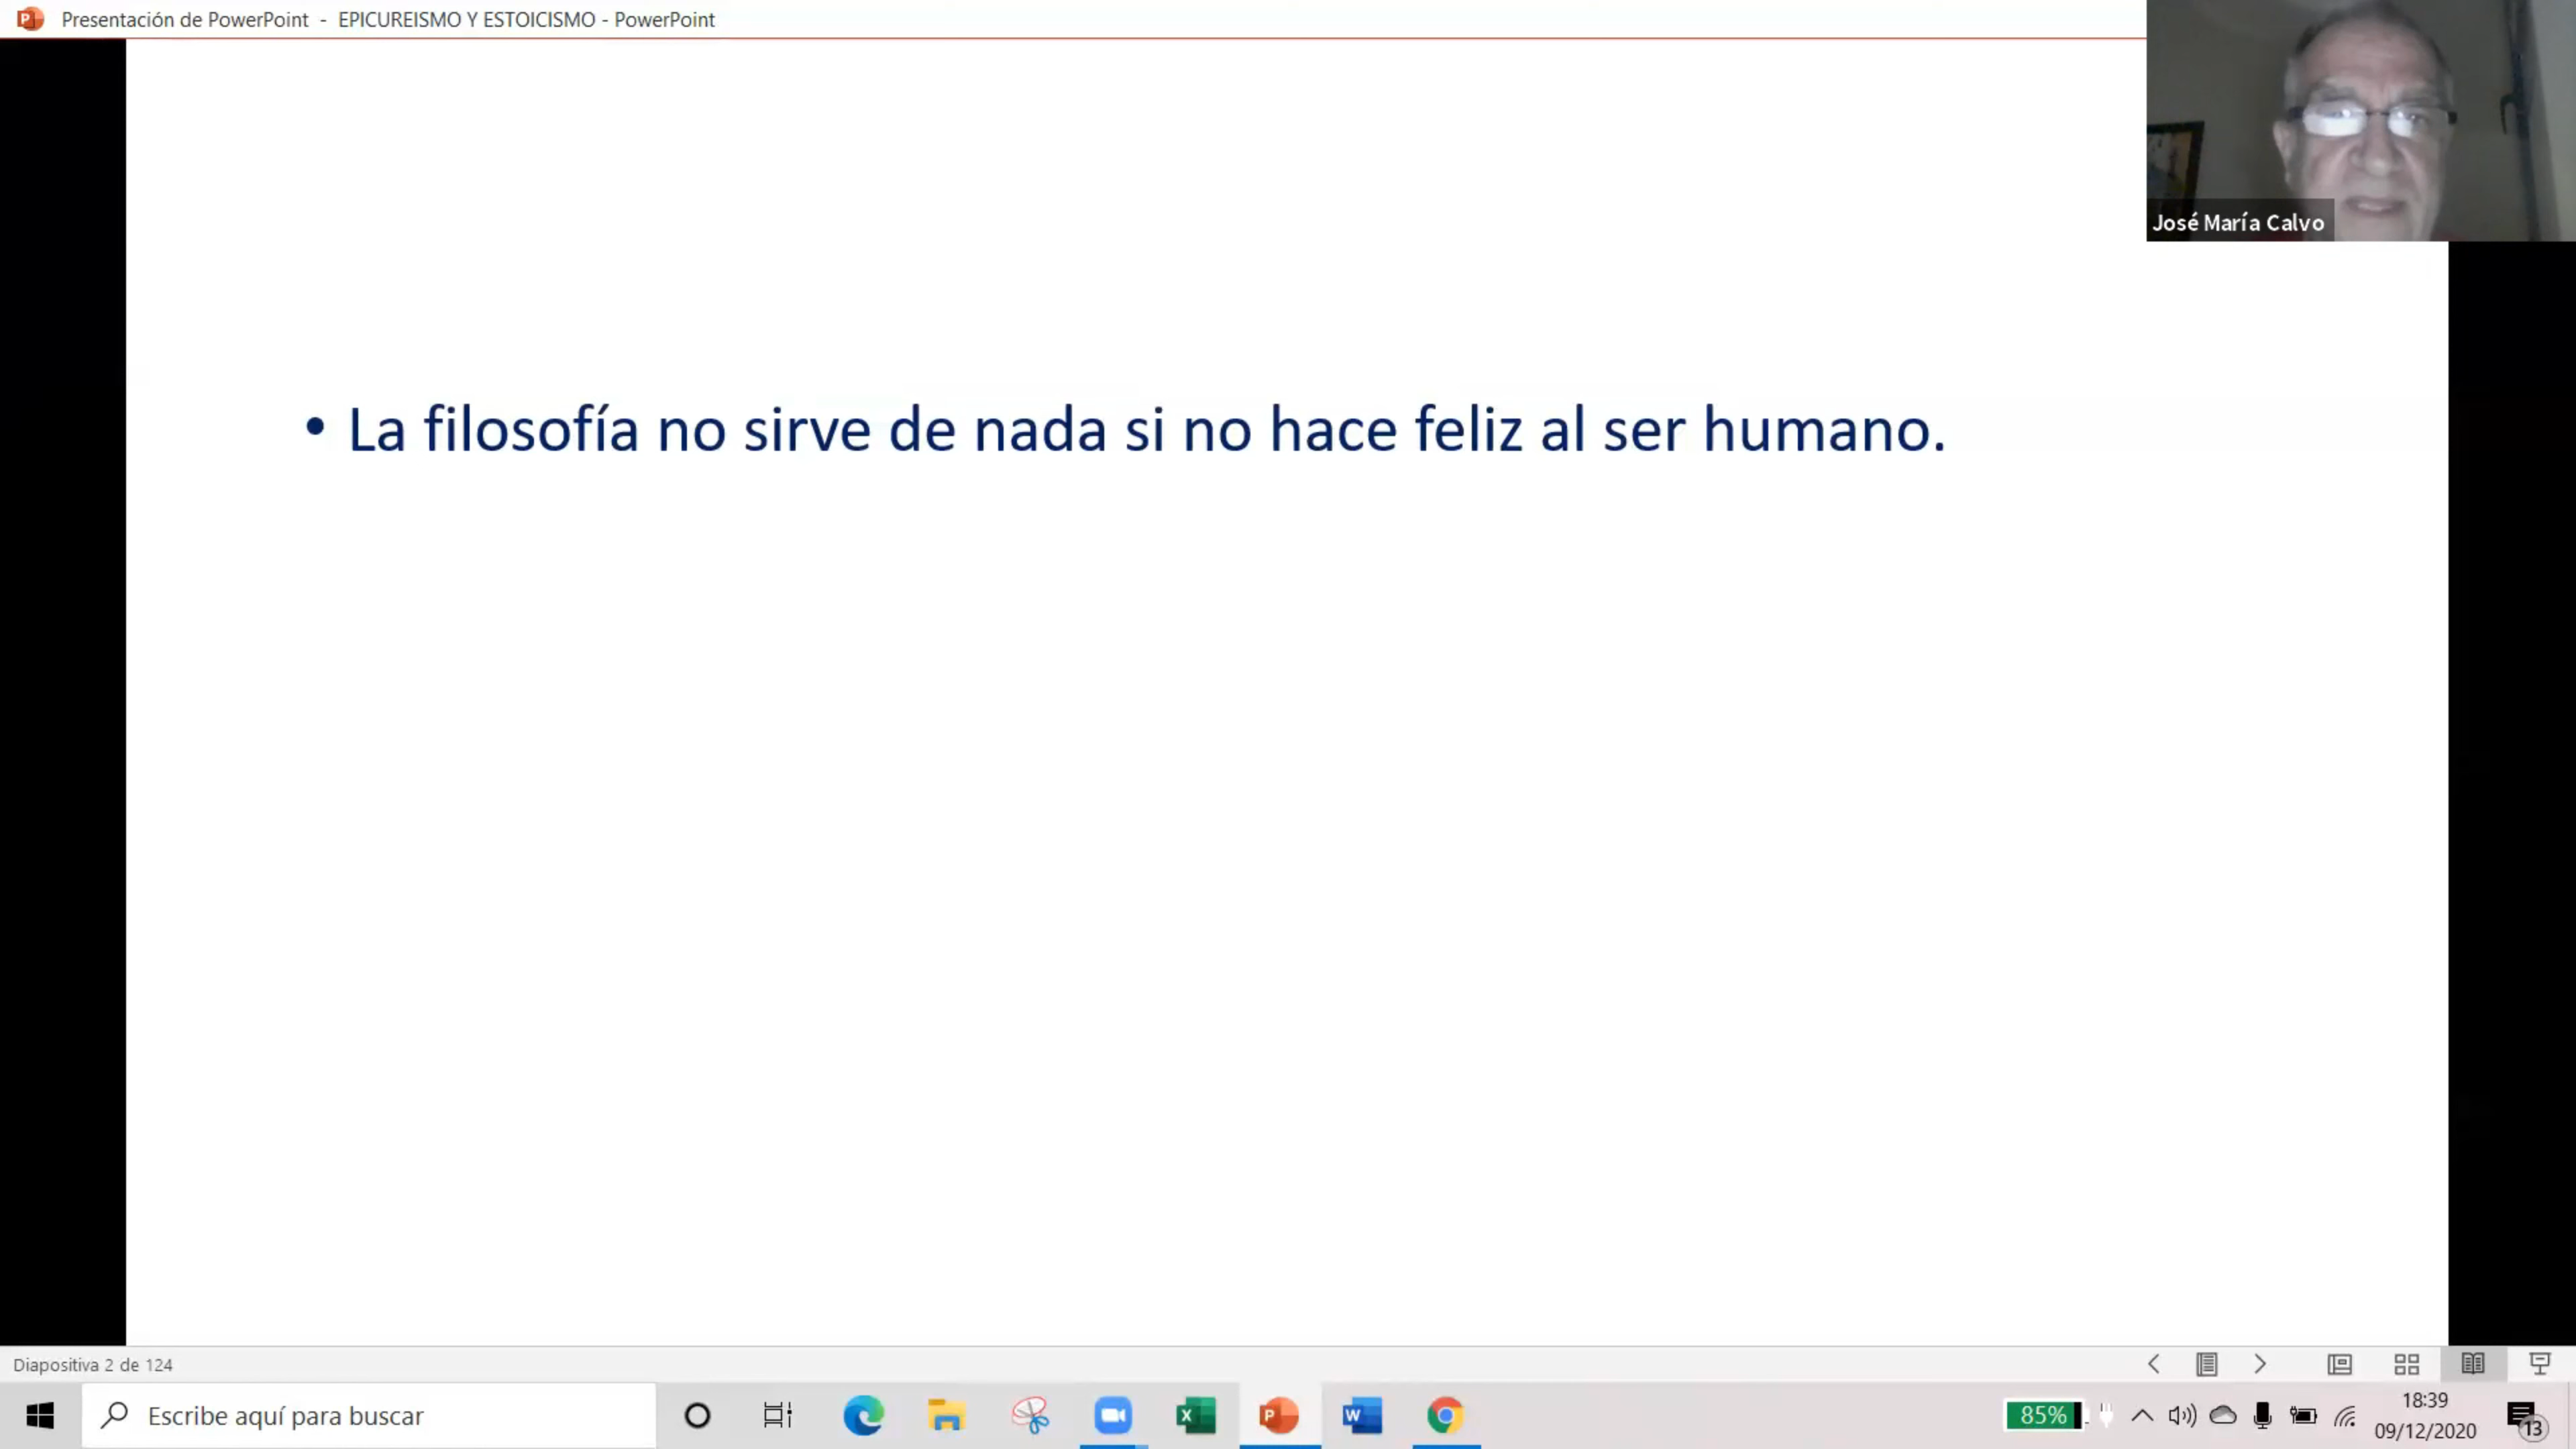 Presentación de PowerPoint - EPICUREISMO Y ESTOICISMO - PowerPoint
José María Calvo
• La filosofía no sirve de nada si no hace feliz al ser humano.
Diapositiva 2 de 124
Escribe aquí para buscar
85%
18:39
09/12/2020
13